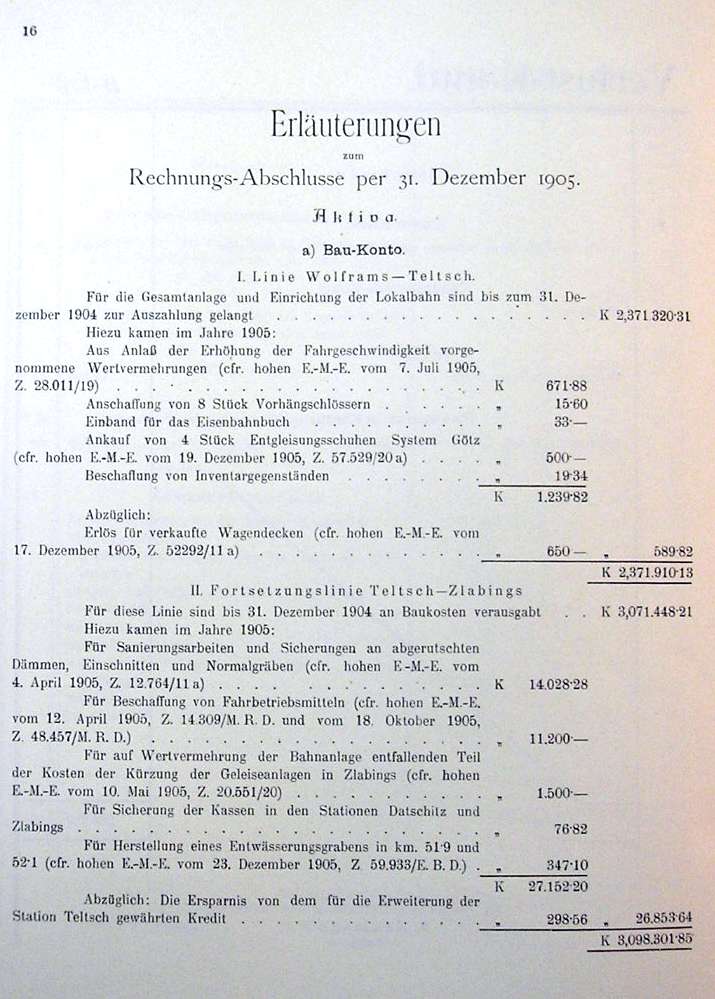 16
Erläuterungen
zum
Rechnungs-Abschlusse per 31. Dezember 1905.
Aktiva.
a) Bau-Konto.
I. Linie Wolframs—Teltsch.
Für die Gesamtanlage und Einrichtung der Lokalbahn sind bis zum 31. De-
zember 1904 zur Auszahlung gelangt . . . . . . . . . . . . . . . . . . K 2,371.320·31
Hiezu kamen im Jahre 1905:
Aus Anlaß der Erhöhung der Fahrgeschwindigkeit vorge-
nommene Wertvermehrungen (cfr. hohen E.-M.-E. vom 7. Juli 1905,
Z. 28.011/19) . . . . . . . . . . . . . . . . . . . . K 671·88
Anschaffung von 8 Stück Vorhängschlössern . . . . . . „ 15·60
Einband für das Eisenbahnbuch . . . . . . . . . . „ 33·—
Ankauf von 4 Stück Entgleisungsschuhen System Götz
(cfr. hohen E.-M.-E. vom 19. Dezember 1905, Z. 57.529/20 a) . . . . „ 500·—
Beschaffung von Inventargegenständen . . . . . . . . „ 19·34
K 1.239·82
Abzüglich:
Erlös für verkaufte Wagendecken (cfr. hohen E.-M.-E. vom
17. Dezember 1905, Z. 52292/11 a) . . . . . . . . . . . . „ 650— „ 589·82
K 2,371.910·13
II. Fortsetzungslinie Teltsch—Zlabings
Für diese Linie sind bis 31. Dezember 1904 an Baukosten verausgabt . . K 3,071.448·21
Hiezu kamen im Jahre 1905:
Für Sanierungsarbeiten und Sicherungen an abgerutschten
Dämmen, Einschnitten und Normalgräben (cfr. hohen E-M.-E. vom
4. April 1905, Z. 12.764/11 a) . . . . . . . . . . . . . . K 14.028·28
Für Beschaffung von Fahrbetriebsmitteln (cfr. hohen E.-M.-E.
vom 12. April 1905, Z. 14.309/M. R. D. und vom 18. Oktober 1905,
Z. 48.457/M. R. D.) . . . . . . . . . . . . . . . . . . „ 11.200·—
Für auf Wertvermehrung der Bahnanlage entfallenden Teil
der Kosten der Kürzung der Geleiseanlagen in Zlabings (cfr. hohen
E.-M.-E. vom 10. Mai 1905, Z. 20.551/20) . . . . . . . . . . „ 1.500·—
Für Sicherung der Kassen in den Stationen Datschitz und
Zlabings . . . . . . . . . . . . . . . . . . . . . . „ 76·82
Für Herstellung eines Entwässerungsgrabens in km. 51·9 und
52·1 (cfr. hohen E.-M.-E. vom 23. Dezember 1905, Z. 59.933/E. B. D.) . „ 347·10
K 27.152·20
Abzüglich: Die Ersparnis von dem für die Erweiterung der
Station Teltsch gewährten Kredit . . . . . . . . . . . . . „ 298·56 „ 26.853·64
K 3,098.301·85